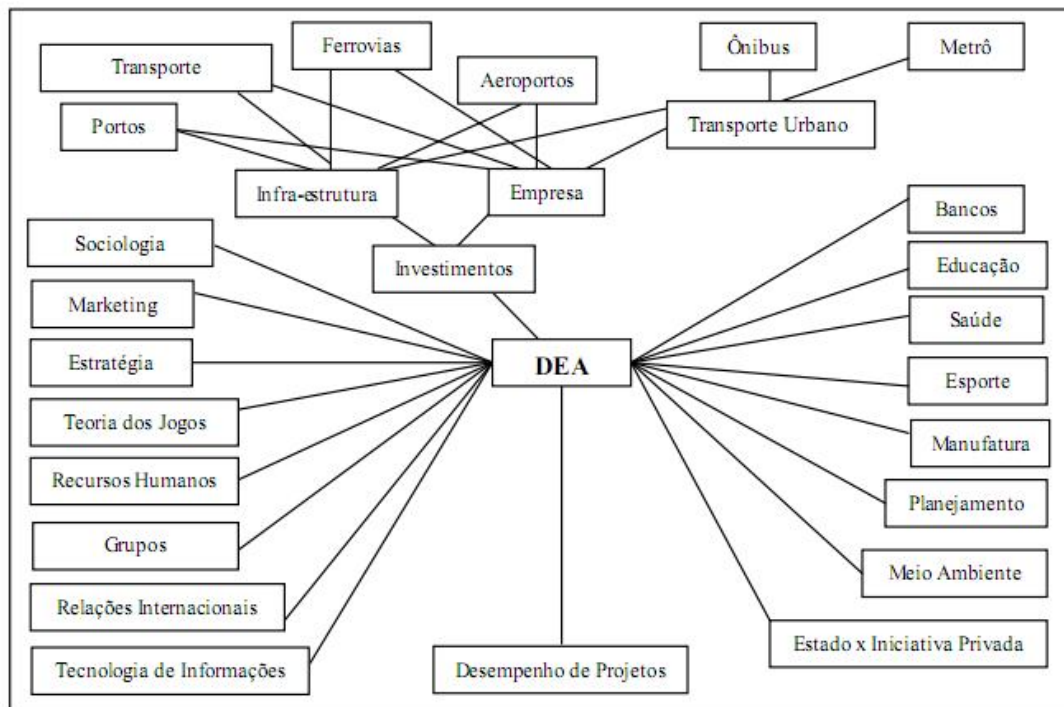 Ferrovias
Ônibus
Metrô
Transporte
Aeroportos
Portos
Transporte Urbano
Infra-estrutura
Empresa
Bancos
Sociologia
Investimentos
Educação
Marketing
Saúde
Estratégia
DEA
Esporte
Teoria dos Jogos
Manufatura
Recursos Humanos
Planejamento
Grupos
Meio Ambiente
Relações Internacionais
Estado x Iniciativa Privada
Tecnologia de Informações
Desempenho de Projetos